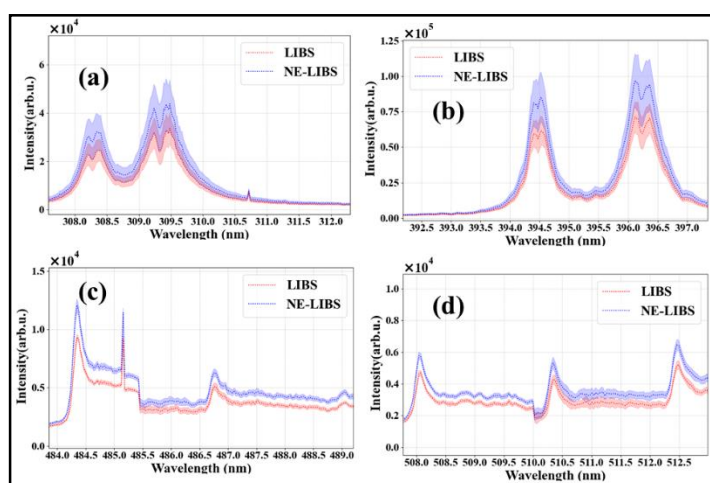 ×10⁴
Intensity(arb.u.)
6
4
2
0
(a)
LIBS
NE-LIBS
308.0 308.5 309.0 309.5 310.0 310.5 311.0 311.5 312.0
Wavelength (nm)
×10⁵
Intensity(arb.u.)
1.25
1.00
0.75
0.50
0.25
0.00
(b)
LIBS
NE-LIBS
392.5 393.0 393.5 394.0 394.5 395.0 395.5 396.0 396.5 397.0
Wavelength (nm)
×10⁴
Intensity(arb.u.)
1.5
1.0
0.5
0.0
(c)
LIBS
NE-LIBS
484.0 484.5 485.0 485.5 486.0 486.5 487.0 487.5 488.0 488.5 489.0
Wavelength (nm)
×10⁴
Intensity(arb.u.)
1.0
0.8
0.6
0.4
0.2
0.0
(d)
LIBS
NE-LIBS
508.0 508.5 509.0 509.5 510.0 510.5 511.0 511.5 512.0 512.5
Wavelength (nm)